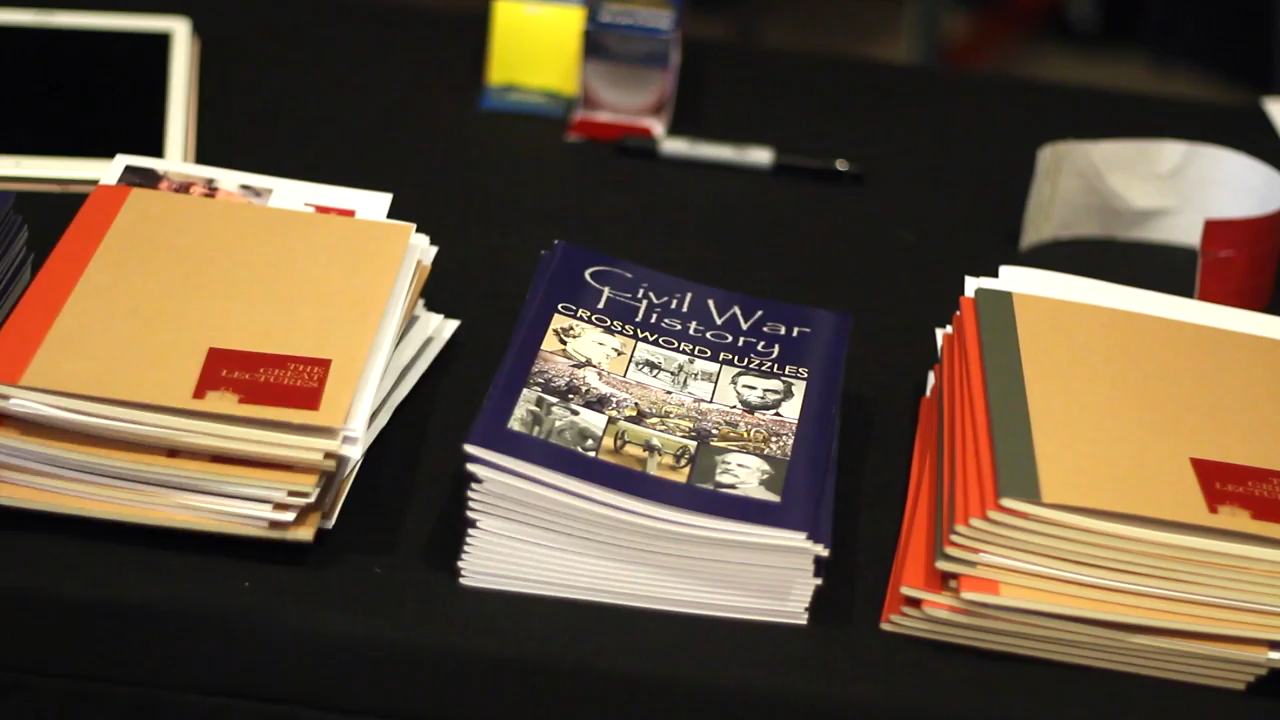 THE
GREAT
LECTURES
Civil War
History
CROSSWORD PUZZLES